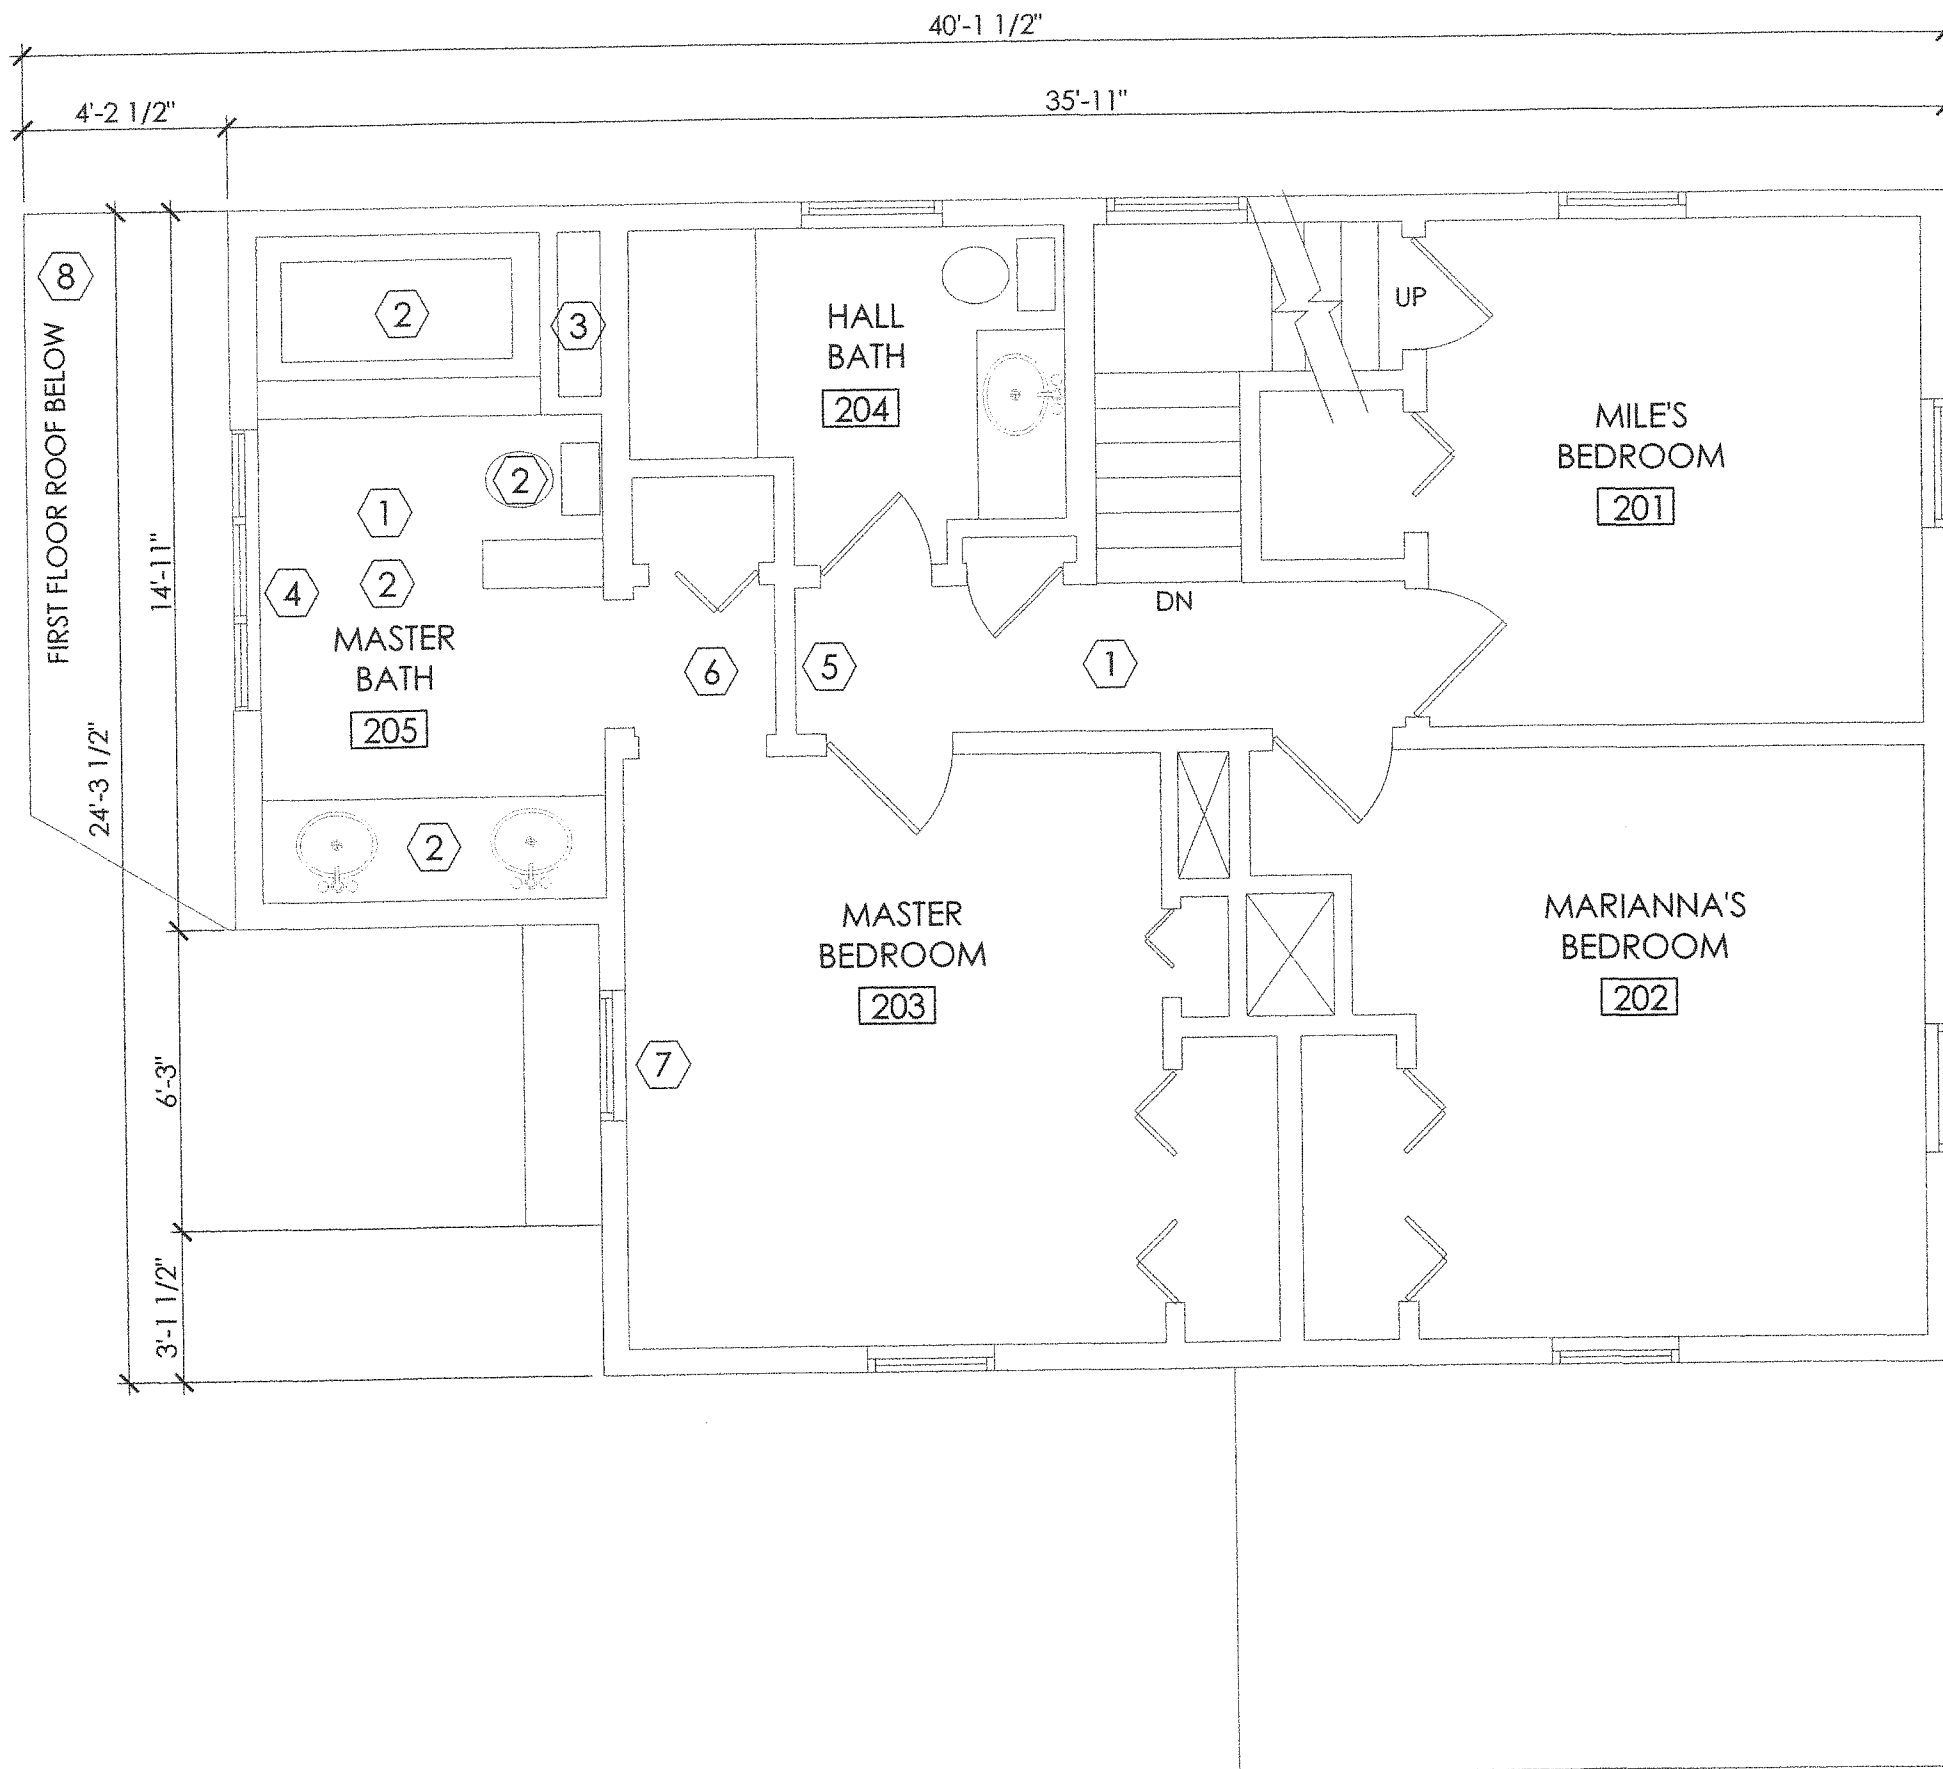 40'-1 1/2"
4'-2 1/2"
35'-11"
8
FIRST FLOOR ROOF BELOW
24'-3 1/2"
14'-11"
6'-3"
3'-1 1/2"
2
3
HALL
BATH
204
UP
MILE'S
BEDROOM
201
2
1
2
4
MASTER
BATH
205
6
5
1
DN
2
MASTER
BEDROOM
203
7
MARIANNA'S
BEDROOM
202